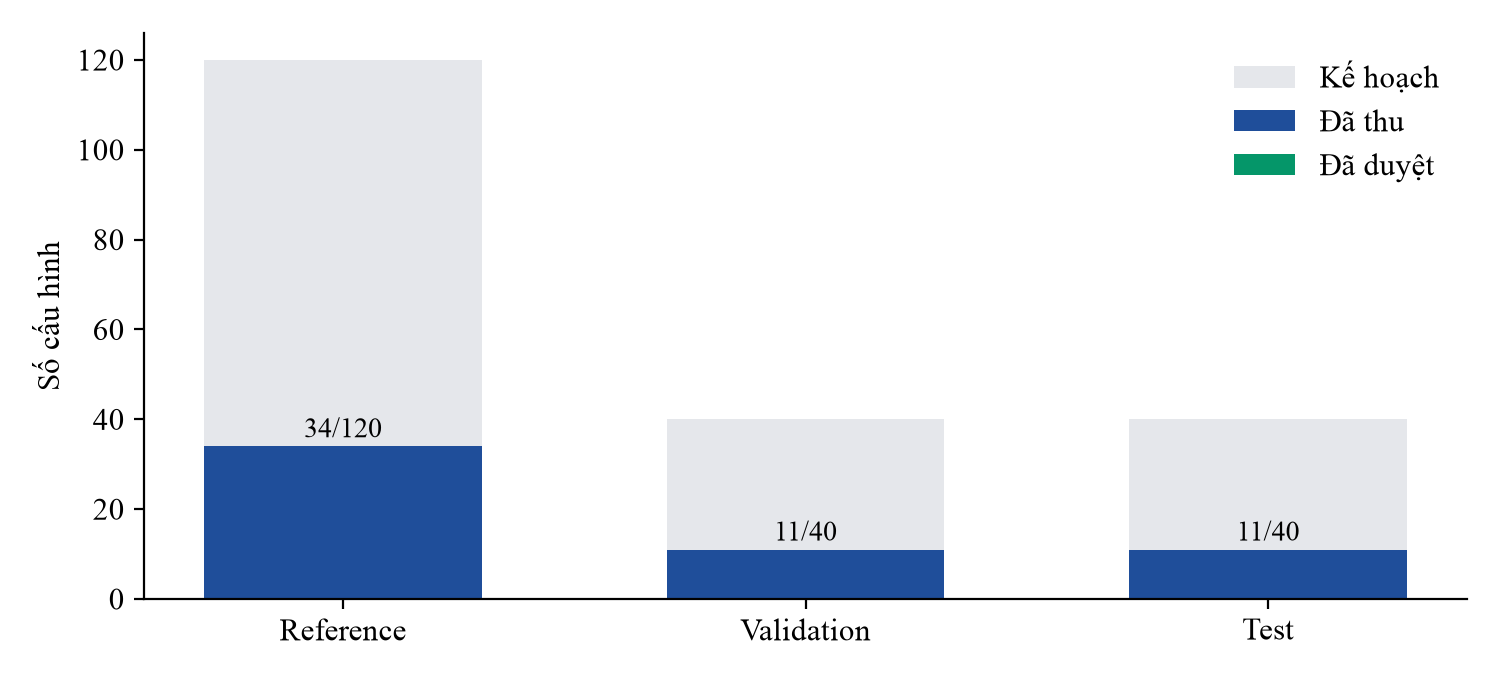 Kế hoạch
Đã thu
Đã duyệt
Số cấu hình
120
100
80
60
40
20
0
34/120
11/40
11/40
Reference
Validation
Test